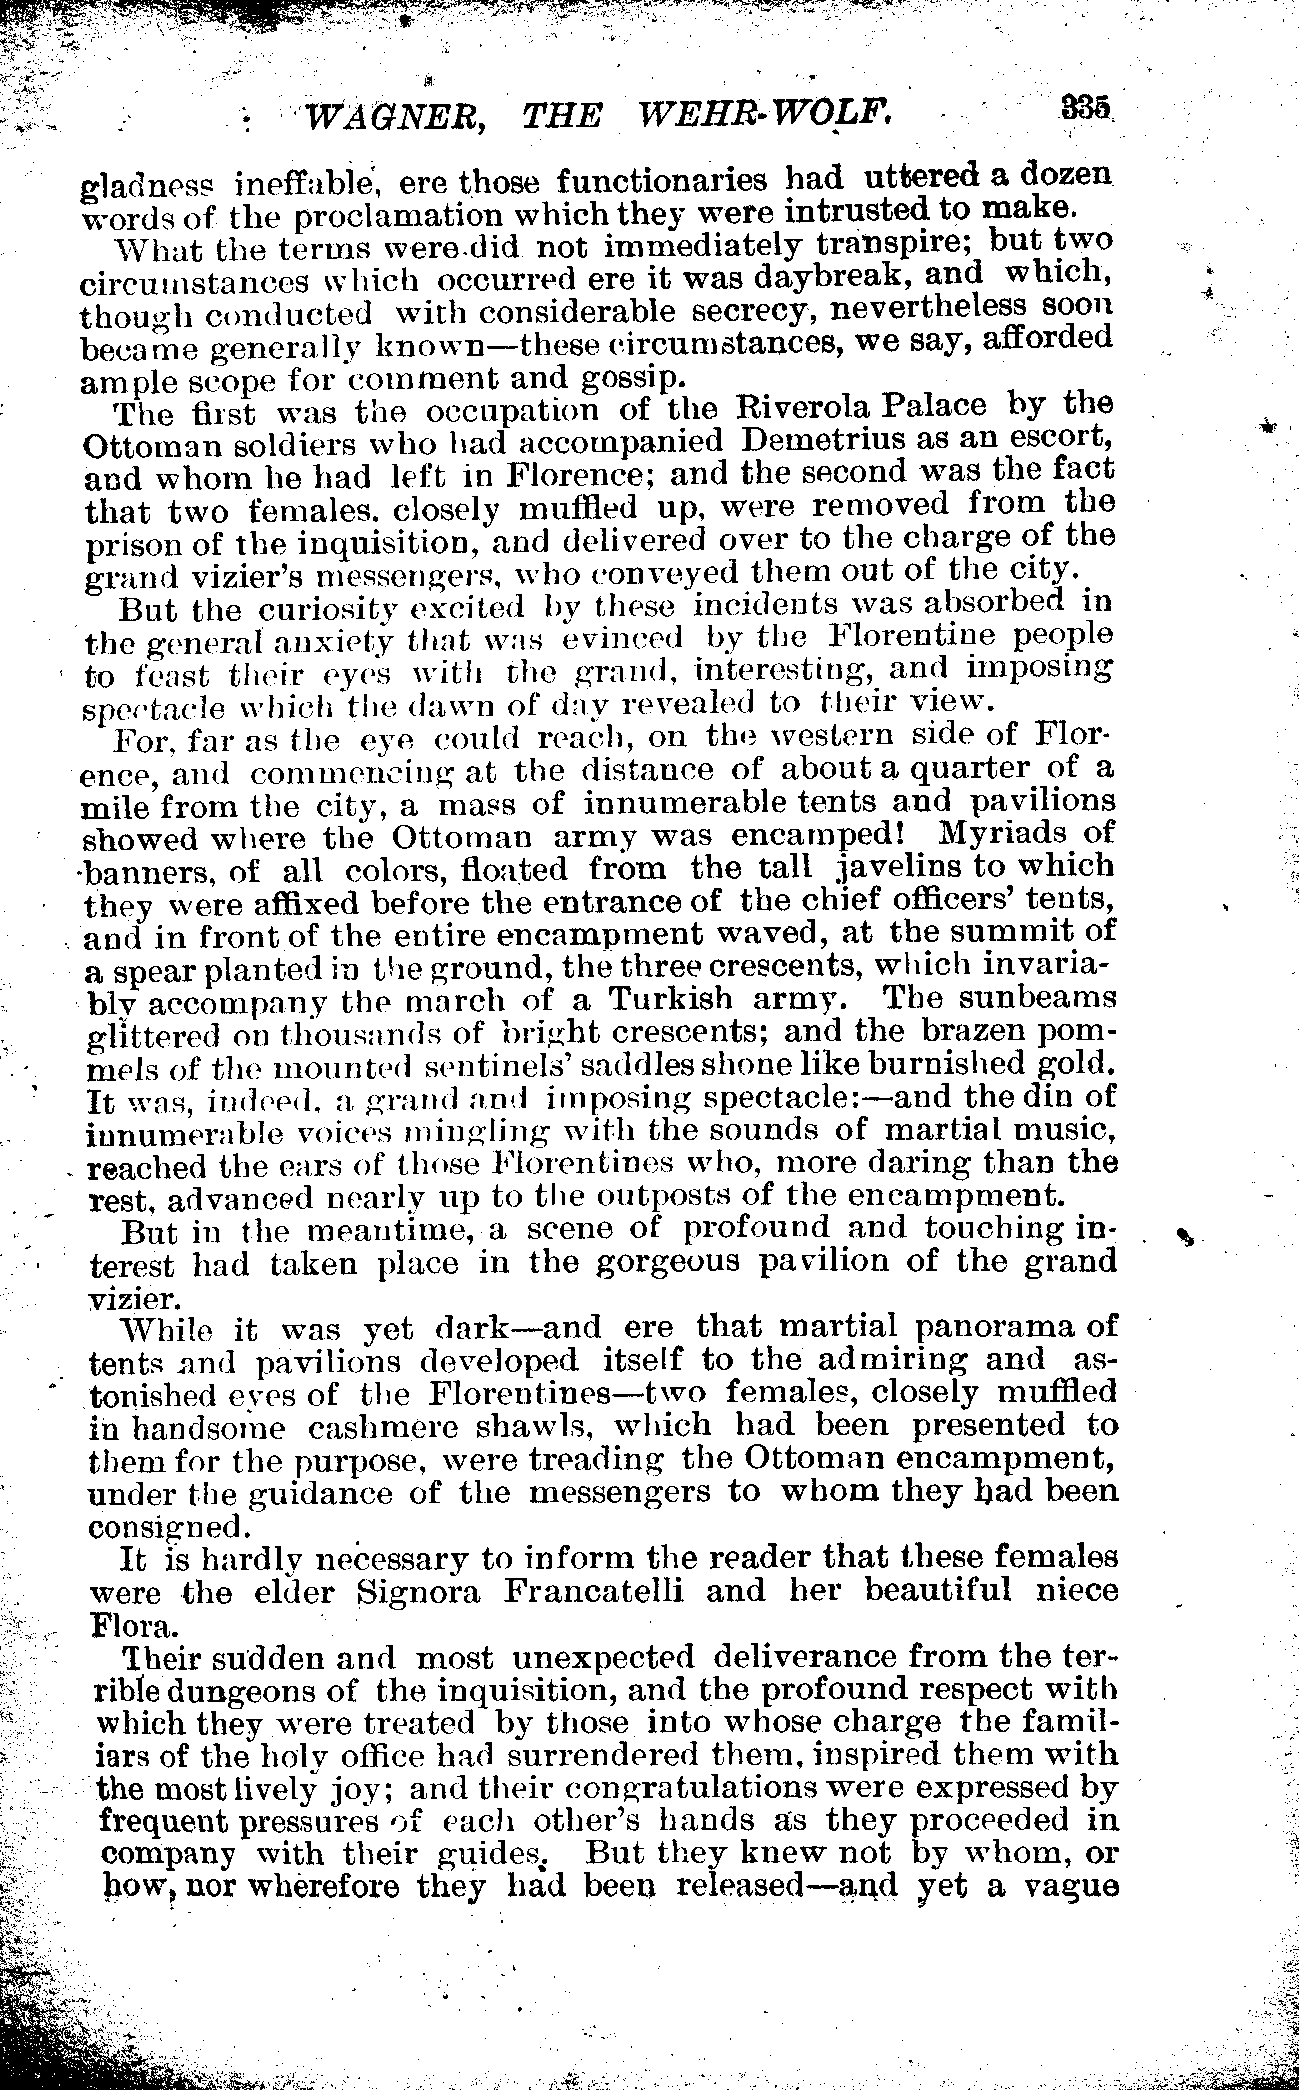 WAGNER, THE WEHR-WOLF. 335
gladness ineffable, ere those functionaries had uttered a dozen
words of the proclamation which they were intrusted to make.
What the terms were did not immediately transpire; but two
circumstances which occurred ere it was daybreak, and which,
though conducted with considerable secrecy, nevertheless soon
became generally known—these circumstances, we say, afforded
ample scope for comment and gossip.
The first was the occupation of the Riverola Palace by the
Ottoman soldiers who had accompanied Demetrius as an escort,
and whom he had left in Florence; and the second was the fact
that two females, closely muffled up, were removed from the
prison of the inquisition, and delivered over to the charge of the
grand vizier's messengers, who conveyed them out of the city.
But the curiosity excited by these incidents was absorbed in
the general anxiety that was evinced by the Florentine people
to feast their eyes with the grand, interesting, and imposing
spectacle which the dawn of day revealed to their view.
For, far as the eye could reach, on the western side of Flor-
ence, and commencing at the distance of about a quarter of a
mile from the city, a mass of innumerable tents and pavilions
showed where the Ottoman army was encamped! Myriads of
banners, of all colors, floated from the tall javelins to which
they were affixed before the entrance of the chief officers' tents,
and in front of the entire encampment waved, at the summit of
a spear planted in the ground, the three crescents, which invaria-
bly accompany the march of a Turkish army. The sunbeams
glittered on thousands of bright crescents; and the brazen pom-
mels of the mounted sentinels' saddles shone like burnished gold.
It was, indeed, a grand and imposing spectacle:—and the din of
innumerable voices mingling with the sounds of martial music,
reached the ears of those Florentines who, more daring than the
rest, advanced nearly up to the outposts of the encampment.
But in the meantime, a scene of profound and touching in-
terest had taken place in the gorgeous pavilion of the grand
vizier.
While it was yet dark—and ere that martial panorama of
tents and pavilions developed itself to the admiring and as-
tonished eyes of the Florentines—two females, closely muffled
in handsome cashmere shawls, which had been presented to
them for the purpose, were treading the Ottoman encampment,
under the guidance of the messengers to whom they had been
consigned.
It is hardly necessary to inform the reader that these females
were the elder Signora Francatelli and her beautiful niece
Flora.
Their sudden and most unexpected deliverance from the ter-
rible dungeons of the inquisition, and the profound respect with
which they were treated by those into whose charge the famil-
iars of the holy office had surrendered them, inspired them with
the most lively joy; and their congratulations were expressed by
frequent pressures of each other's hands as they proceeded in
company with their guides. But they knew not by whom, or
how, nor wherefore they had been released—and yet a vague